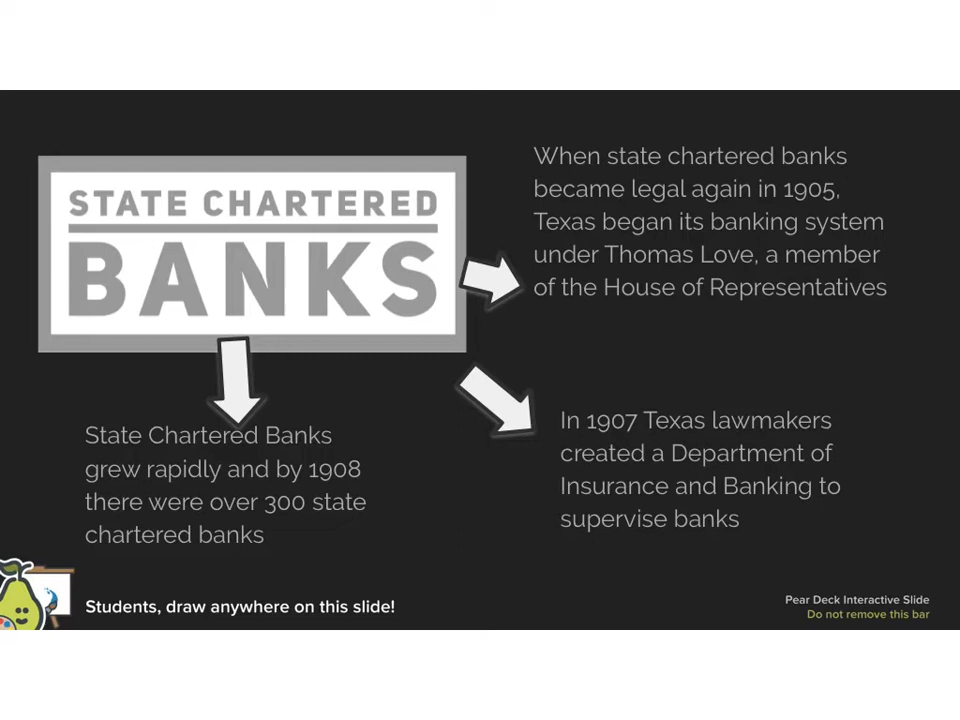 STATE CHARTERED
BANKS
When state chartered banks
became legal again in 1905,
Texas began its banking system
under Thomas Love, a member
of the House of Representatives
State Chartered Banks
grew rapidly and by 1908
there were over 300 state
chartered banks
In 1907 Texas lawmakers
created a Department of
Insurance and Banking to
supervise banks
Students, draw anywhere on this slide!
Pear Deck Interactive Slide
Do not remove this bar